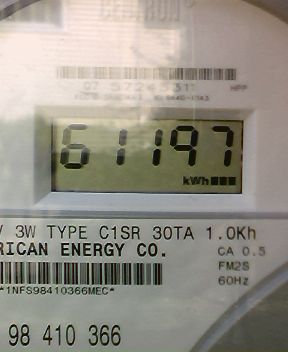 CENTRON
61197
kWh
3W TYPE C1SR 30TA 1.0Kh
RICAN ENERGY CO.
CA 0.5
FM2S
60Hz
*1NFS98410366MEC*
98 410 366